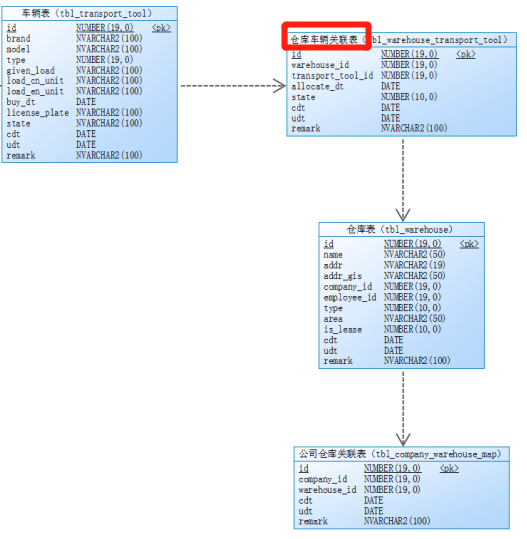 车辆表 (tbl_transport_tool)
id NUMBER(19,0) <pk>
brand NVARCHAR2(100)
model NVARCHAR2(100)
type NUMBER(19,0)
given_load NVARCHAR2(100)
load_cn_unit NVARCHAR2(100)
load_en_unit NVARCHAR2(100)
buy_dt DATE
license_plate NVARCHAR2(100)
state NVARCHAR2(100)
cdt DATE
udt DATE
remark NVARCHAR2(100)
仓库车辆关联表 (tbl_warehouse_transport_tool)
id NUMBER(19,0) <pk>
warehouse_id NUMBER(19,0)
transport_tool_id NUMBER(19,0)
allocate_dt DATE
state NUMBER(10,0)
cdt DATE
udt DATE
remark NVARCHAR2(100)
仓库表 (tbl_warehouse)
id NUMBER(19,0) <pk>
name NVARCHAR2(50)
addr NVARCHAR2(19)
addr_gis NVARCHAR2(50)
company_id NUMBER(19,0)
employee_id NUMBER(19,0)
type NUMBER(10,0)
area NVARCHAR2(50)
is_lease NUMBER(10,0)
cdt DATE
udt DATE
remark NVARCHAR2(100)
公司仓库关联表 (tbl_company_warehouse_map)
id NUMBER(19,0) <pk>
company_id NUMBER(19,0)
warehouse_id NUMBER(19,0)
cdt DATE
udt DATE
remark NVARCHAR2(100)